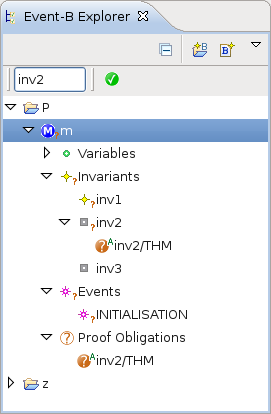 Event-B Explorer
inv2
P
m
Variables
Invariants
inv1
inv2
inv2/THM
inv3
Events
INITIALISATION
Proof Obligations
inv2/THM
z